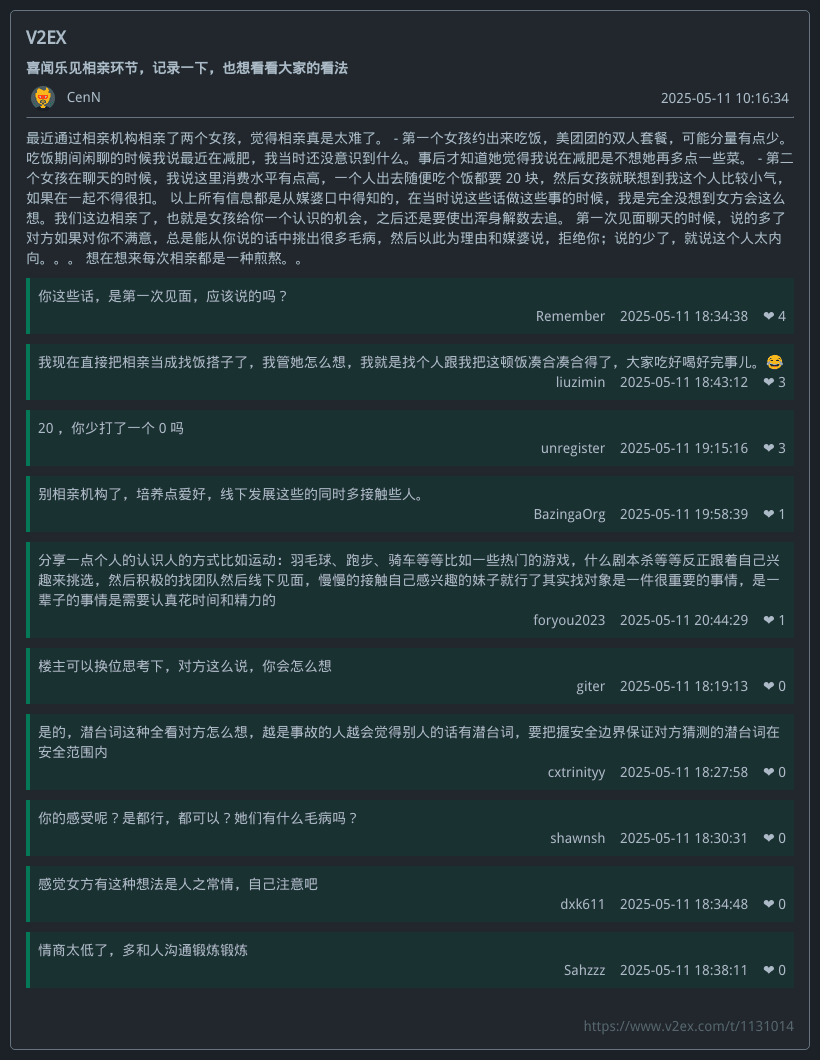 V2EX
喜闻乐见相亲环节，记录一下，也想看看大家的看法
CenN 2025-05-11 10:16:34
最近通过相亲机构相亲了两个女孩，觉得相亲真是太难了。 - 第一个女孩约出来吃饭，美团团的双人套餐，可能分量有点少。
吃饭期间闲聊的时候我说最近在减肥，我当时还没意识到什么。事后才知道她觉得我说在减肥是不想她再多点一些菜。 - 第二
个女孩在聊天的时候，我说这里消费水平有点高，一个人出去随便吃个饭都要 20 块，然后女孩就联想到我这个人比较小气，
如果在一起不得很扣。 以上所有信息都是从媒婆口中得知的，在当时说这些话做这些事的时候，我是完全没想到女方会这么
想。我们这边相亲了，也就是女孩给你一个认识的机会，之后还是要使出浑身解数去追。 第一次见面聊天的时候，说的多了
对方如果对你不满意，总是能从你说的话中挑出很多毛病，然后以此为理由和媒婆说，拒绝你；说的少了，就说这个人太内
向。。。 想在想来每次相亲都是一种煎熬。。
你这些话，是第一次见面，应该说的吗？
Remember 2025-05-11 18:34:38 ❤ 4
我现在直接把相亲当成找饭搭子了，我管她怎么想，我就是找个人跟我把这顿饭凑合凑合得了，大家吃好喝好完事儿。😂
liuzimin 2025-05-11 18:43:12 ❤ 3
20 ，你少打了一个 0 吗
unregister 2025-05-11 19:15:16 ❤ 3
别相亲机构了，培养点爱好，线下发展这些的同时多接触些人。
BazingaOrg 2025-05-11 19:58:39 ❤ 1
分享一点个人的认识人的方式比如运动：羽毛球、跑步、骑车等等比如一些热门的游戏，什么剧本杀等等反正跟着自己兴
趣来挑选，然后积极的找团队然后线下见面，慢慢的接触自己感兴趣的妹子就行了其实找对象是一件很重要的事情，是一
辈子的事情是需要认真花时间和精力的
foryou2023 2025-05-11 20:44:29 ❤ 1
楼主可以换位思考下，对方这么说，你会怎么想
giter 2025-05-11 18:19:13 ❤ 0
是的，潜台词这种全看对方怎么想，越是事故的人越会觉得别人的话有潜台词，要把握安全边界保证对方猜测的潜台词在
安全范围内
cxtrinityy 2025-05-11 18:27:58 ❤ 0
你的感受呢？是都行，都可以？她们有什么毛病吗？
shawnsh 2025-05-11 18:30:31 ❤ 0
感觉女方有这种想法是人之常情，自己注意吧
dxk611 2025-05-11 18:34:48 ❤ 0
情商太低了，多和人沟通锻炼锻炼
Sahzzz 2025-05-11 18:38:11 ❤ 0
https://www.v2ex.com/t/1131014